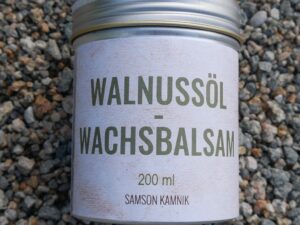 WALNUSSÖL
-
WACHSBALSAM
200 ml
SAMSON KAMNIK